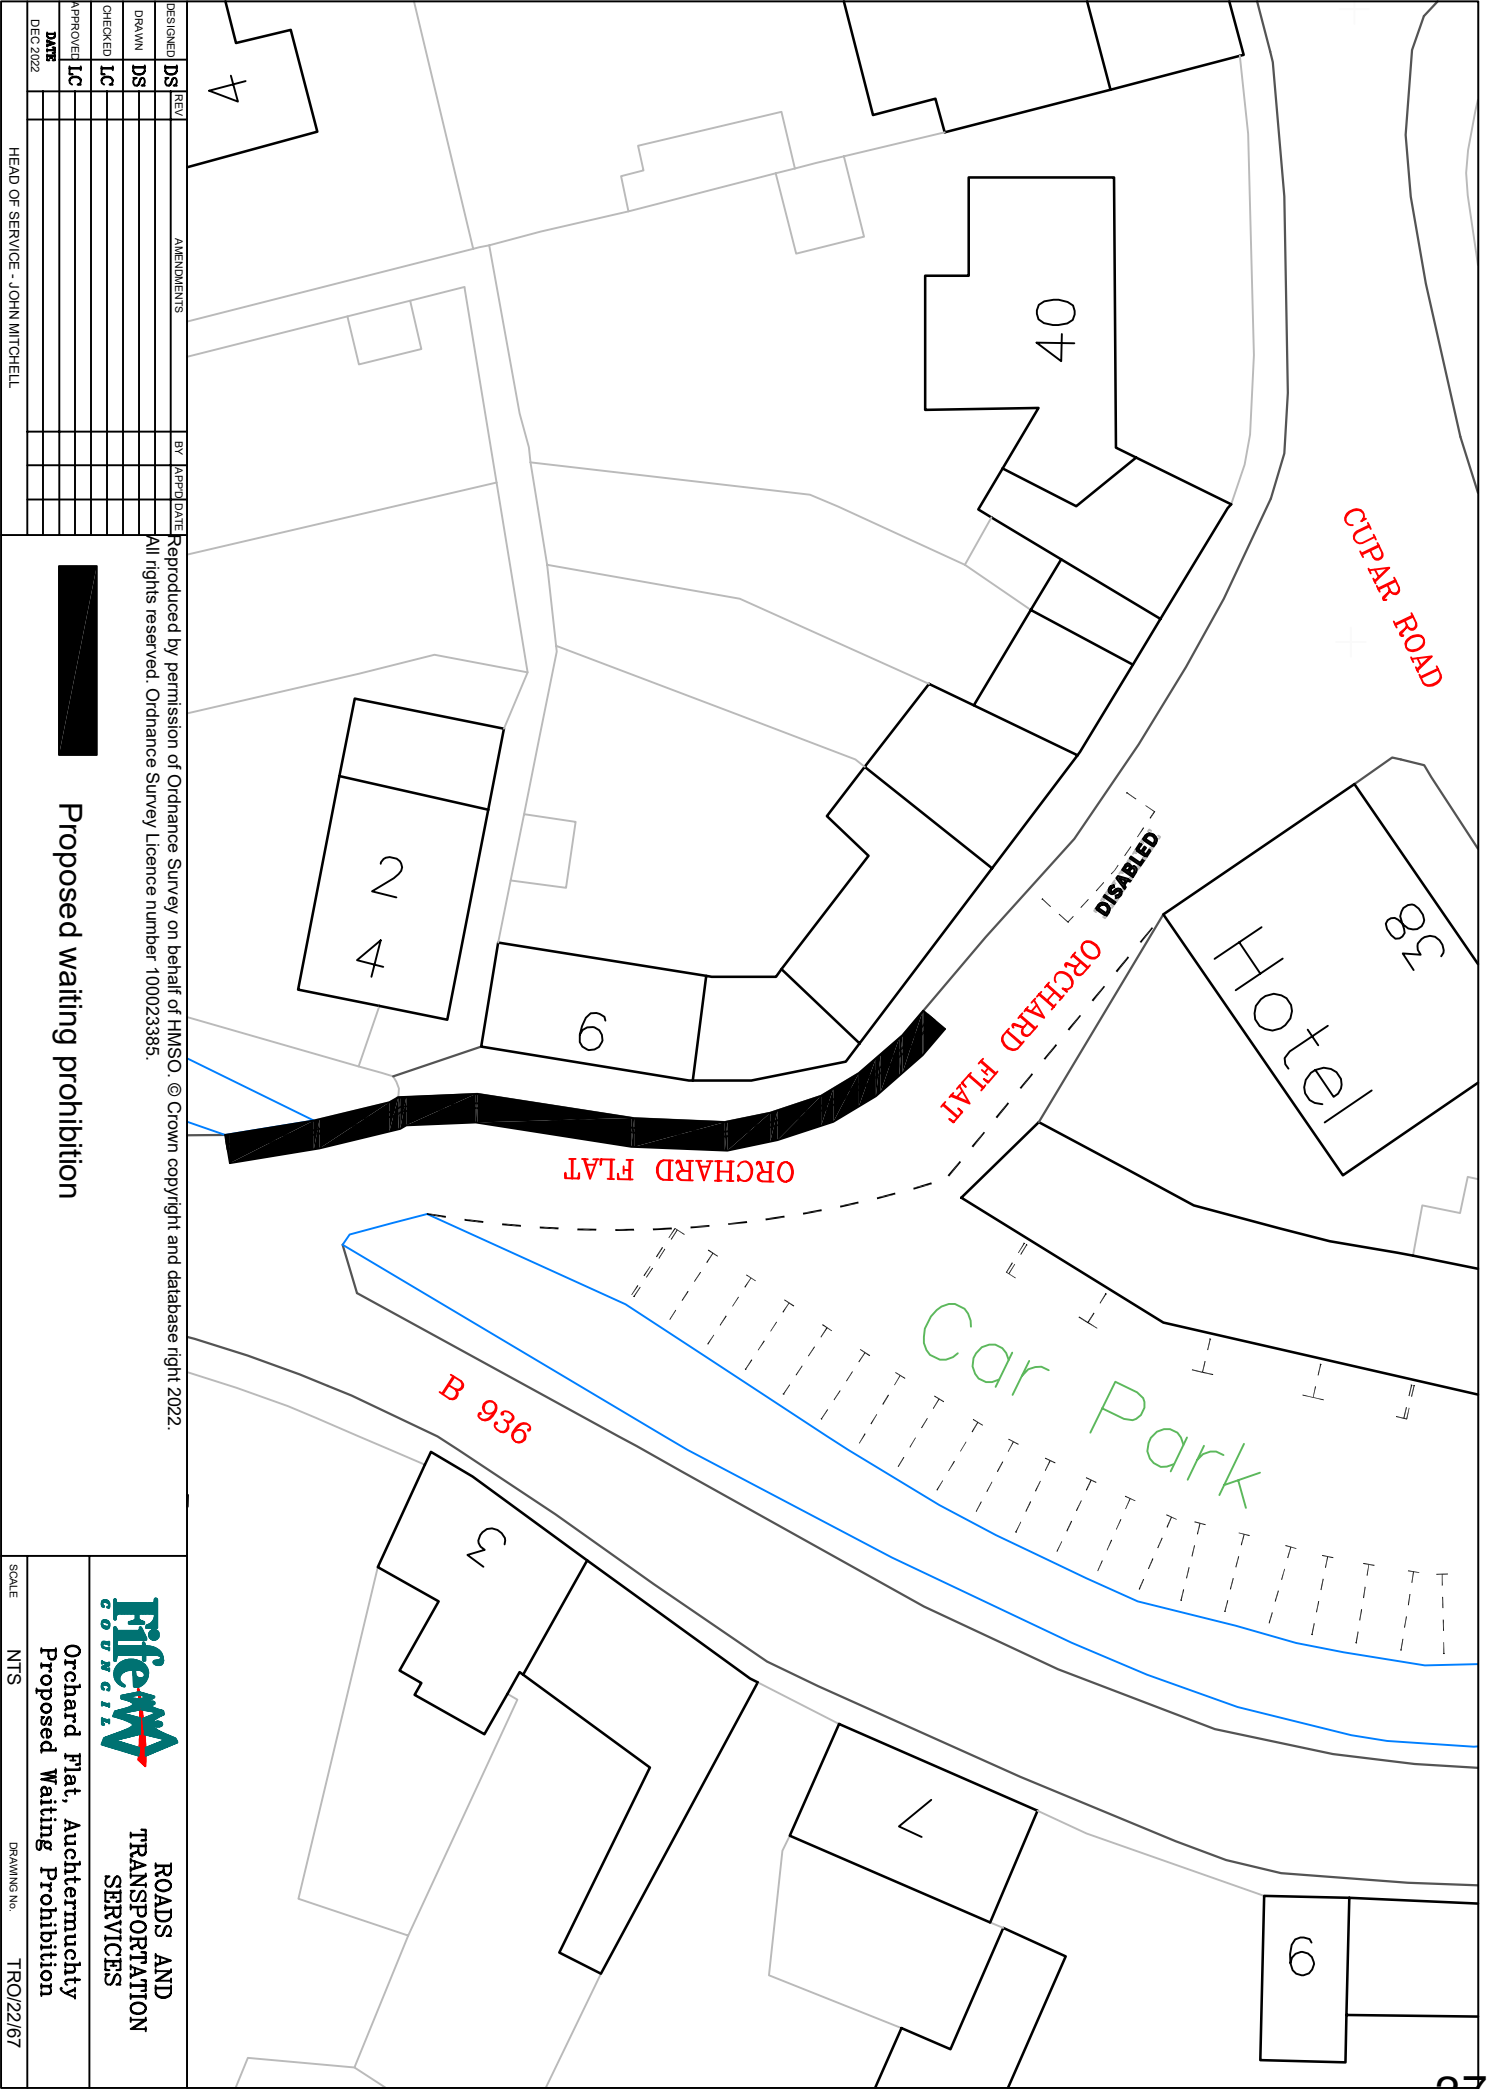 CUPAR ROAD
ORCHARD FLAT
ORCHARD FLAT
B 936
DISABLED
Hotel
38
40
4
2
4
6
Car Park
3
7
9
Reproduced by permission of Ordnance Survey on behalf of HMSO. © Crown copyright and database right 2022.
All rights reserved. Ordnance Survey Licence number 100023385.
Proposed waiting prohibition
DESIGNED DS
DRAWN DS
CHECKED LC
APPROVED LC
DATE
DEC 2022
REV AMENDMENTS BY APP'D DATE
HEAD OF SERVICE - JOHN MITCHELL
Fife
COUNCIL
ROADS AND
TRANSPORTATION
SERVICES
Orchard Flat, Auchtermuchty
Proposed Waiting Prohibition
SCALE NTS
DRAWING No. TRO/22/67